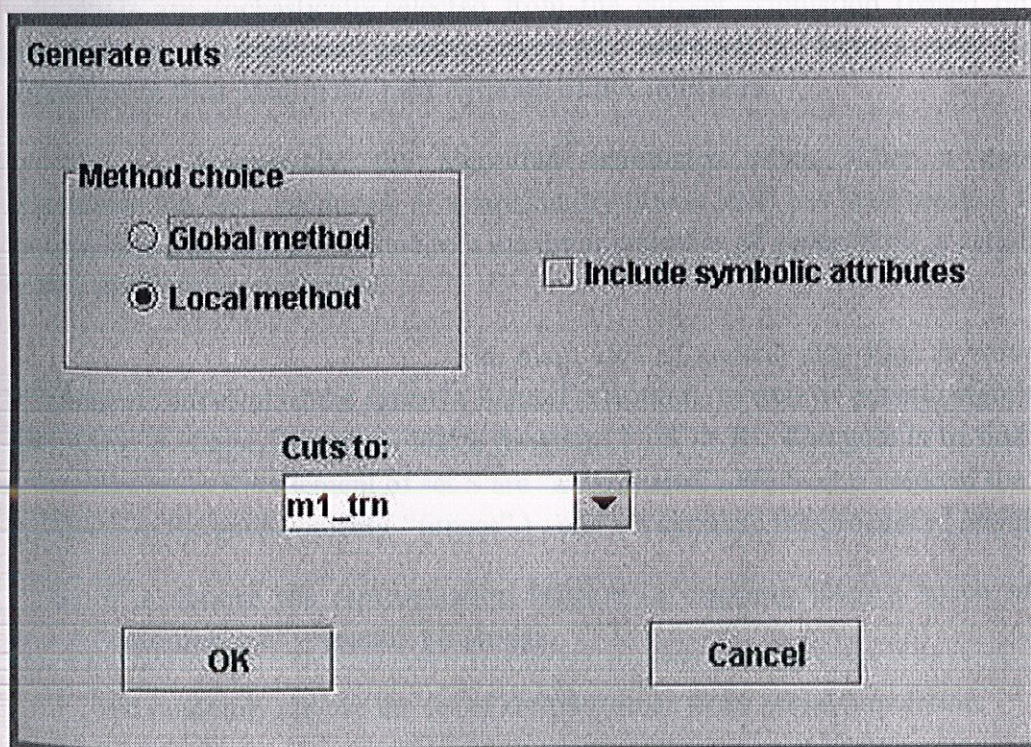 Generate cuts
Method choice
Global method
Local method
Include symbolic attributes
Cuts to:
m1_trn
OK
Cancel